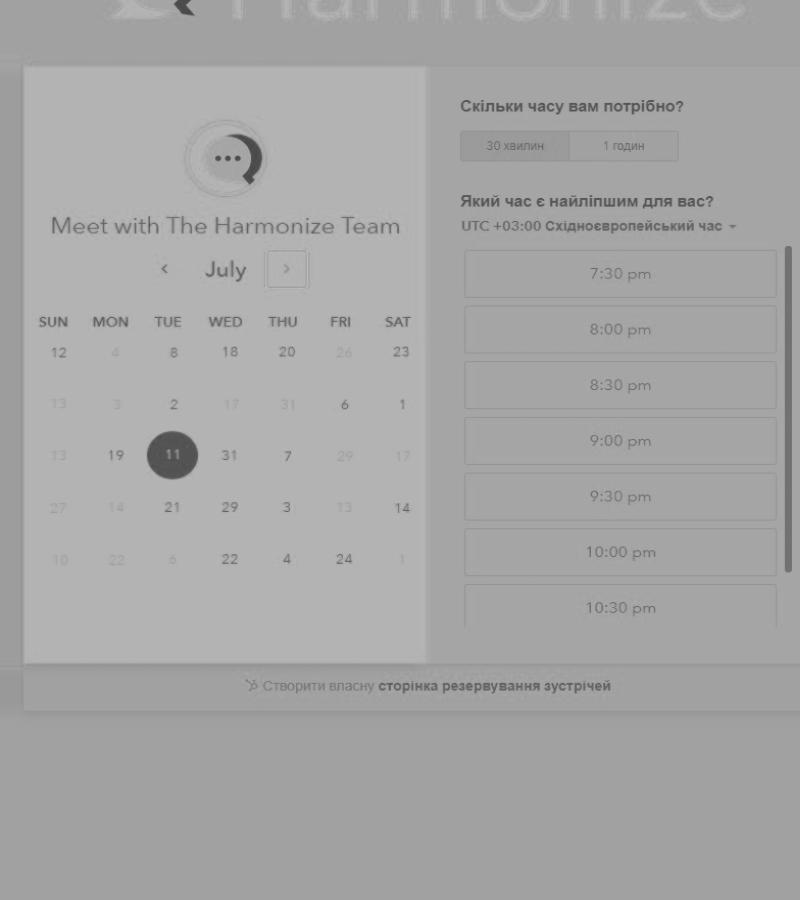 Harmonize
Meet with The Harmonize Team
July
SUN MON TUE WED THU FRI SAT
12 4 8 18 20 26 23
13 3 2 17 31 6 1
13 19 11 31 7 29 17
27 14 21 29 3 13 14
10 22 6 22 4 24 1
Скільки часу вам потрібно?
30 хвилин 1 годин
Який час є найліпшим для вас?
UTC +03:00 Східноєвропейський час
7:30 pm
8:00 pm
8:30 pm
9:00 pm
9:30 pm
10:00 pm
10:30 pm
Створити власну сторінка резервування зустрічей